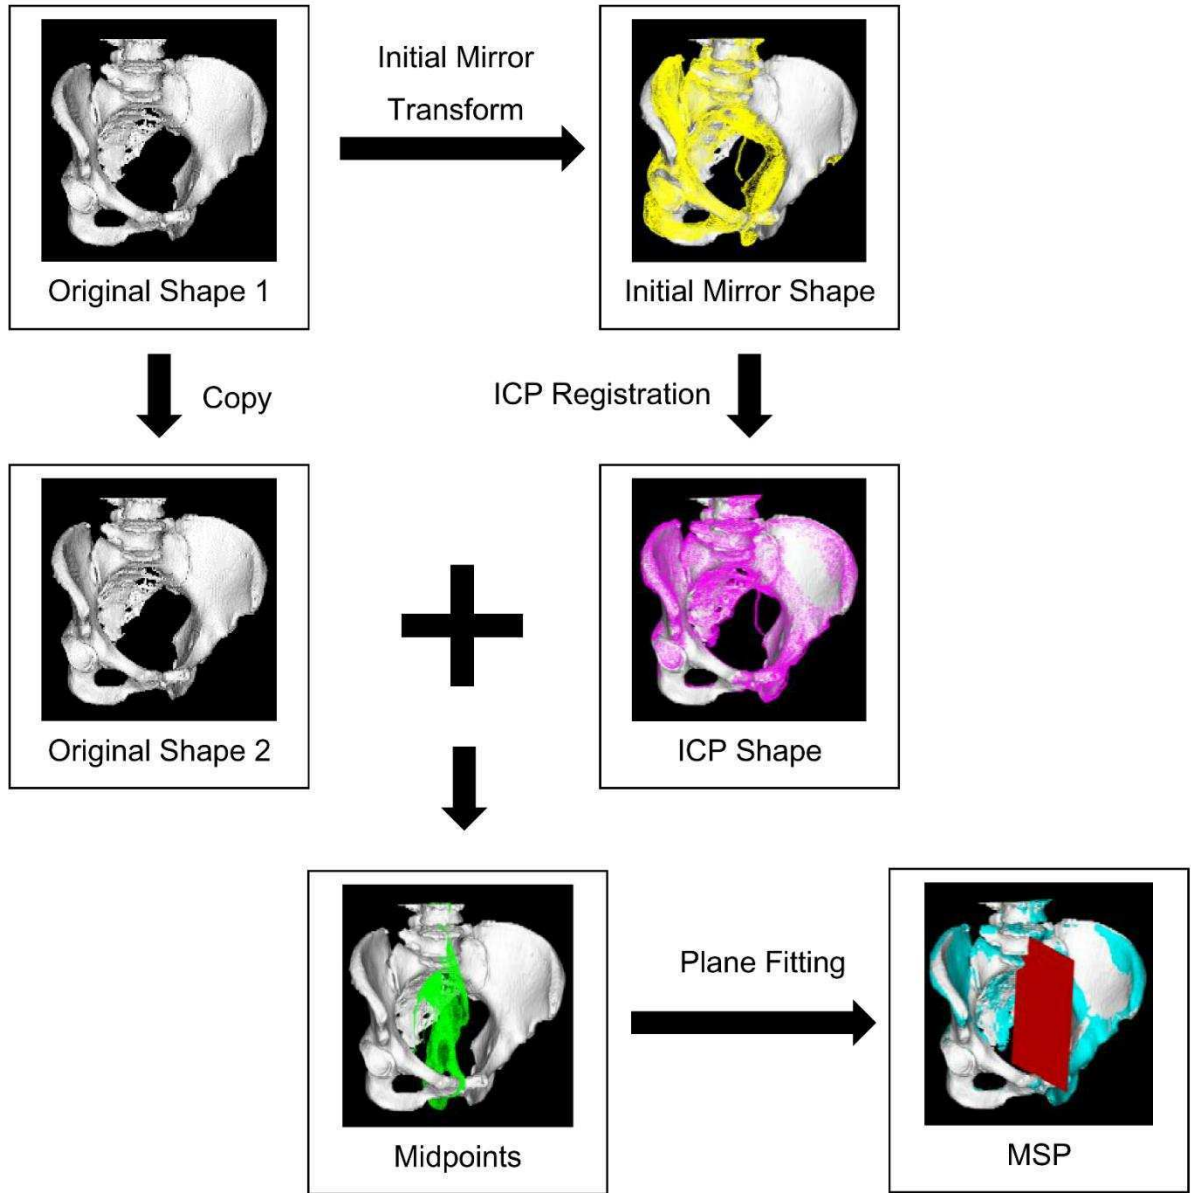 Initial Mirror
Transform
Original Shape 1
Initial Mirror Shape
Copy
ICP Registration
Original Shape 2
ICP Shape
Plane Fitting
Midpoints
MSP